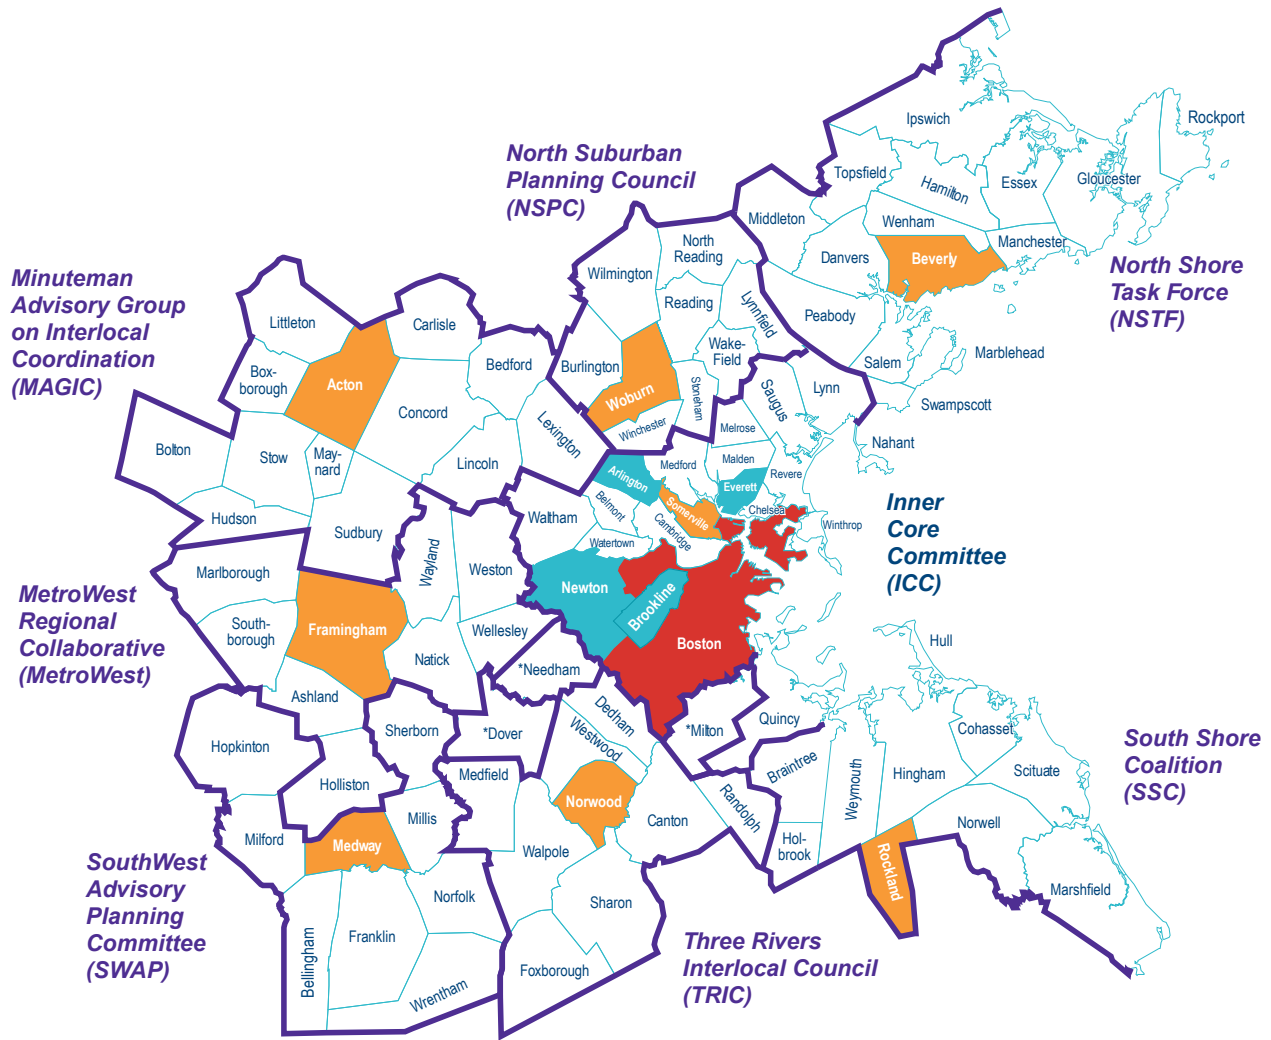 Ipswich
Rockport
North Suburban
Planning Council
(NSPC)
Topsfield
Hamilton
Essex
Gloucester
Middleton
Wenham
Manchester
North
Reading
Danvers
Beverly
Wilmington
North Shore
Task Force
(NSTF)
Minuteman
Advisory Group
on Interlocal
Coordination
(MAGIC)
Reading
Lynnfield
Peabody
Littleton
Carlisle
Wake-
Field
Marblehead
Salem
Bedford
Burlington
Box-
borough
Acton
Woburn
Stoneham
Saugus
Lynn
Swampscott
Concord
Lexington
Winchester
Melrose
Nahant
Bolton
Stow
May-
nard
Lincoln
Arlington
Medford
Malden
Revere
Everett
Hudson
Sudbury
Waltham
Belmont
Somerville
Cambridge
Chelsea
Winthrop
Inner
Core
Committee
(ICC)
Watertown
Marlborough
Wayland
Weston
Newton
Brookline
MetroWest
Regional
Collaborative
(MetroWest)
South-
borough
Framingham
Wellesley
Boston
Hull
Natick
*Needham
Ashland
Sherborn
Dedham
Westwood
*Milton
Quincy
Cohasset
Hopkinton
*Dover
South Shore
Coalition
(SSC)
Medfield
Braintree
Weymouth
Hingham
Scituate
Holliston
Norwood
Randolph
Millis
Canton
Norwell
Milford
Medway
Walpole
Hol-
brook
Rockland
SouthWest
Advisory
Planning
Committee
(SWAP)
Norfolk
Sharon
Marshfield
Franklin
Three Rivers
Interlocal Council
(TRIC)
Bellingham
Foxborough
Wrentham